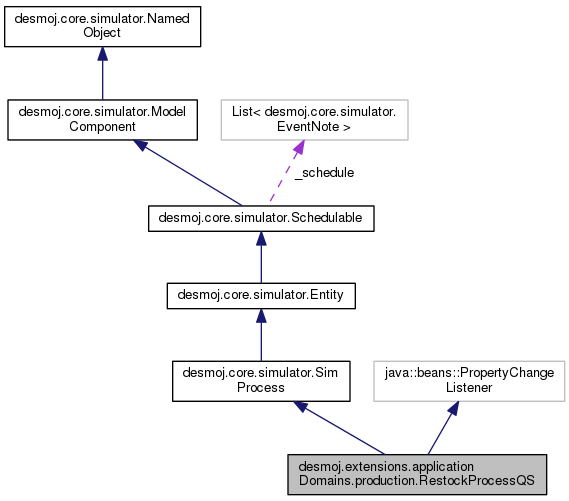 desmoj.core.simulator.Named
Object
desmoj.core.simulator.Model
Component
List< desmoj.core.simulator.
EventNote >
_schedule
desmoj.core.simulator.Schedulable
desmoj.core.simulator.Entity
desmoj.core.simulator.Sim
Process
java::beans::PropertyChange
Listener
desmoj.extensions.application
Domains.production.RestockProcessQS